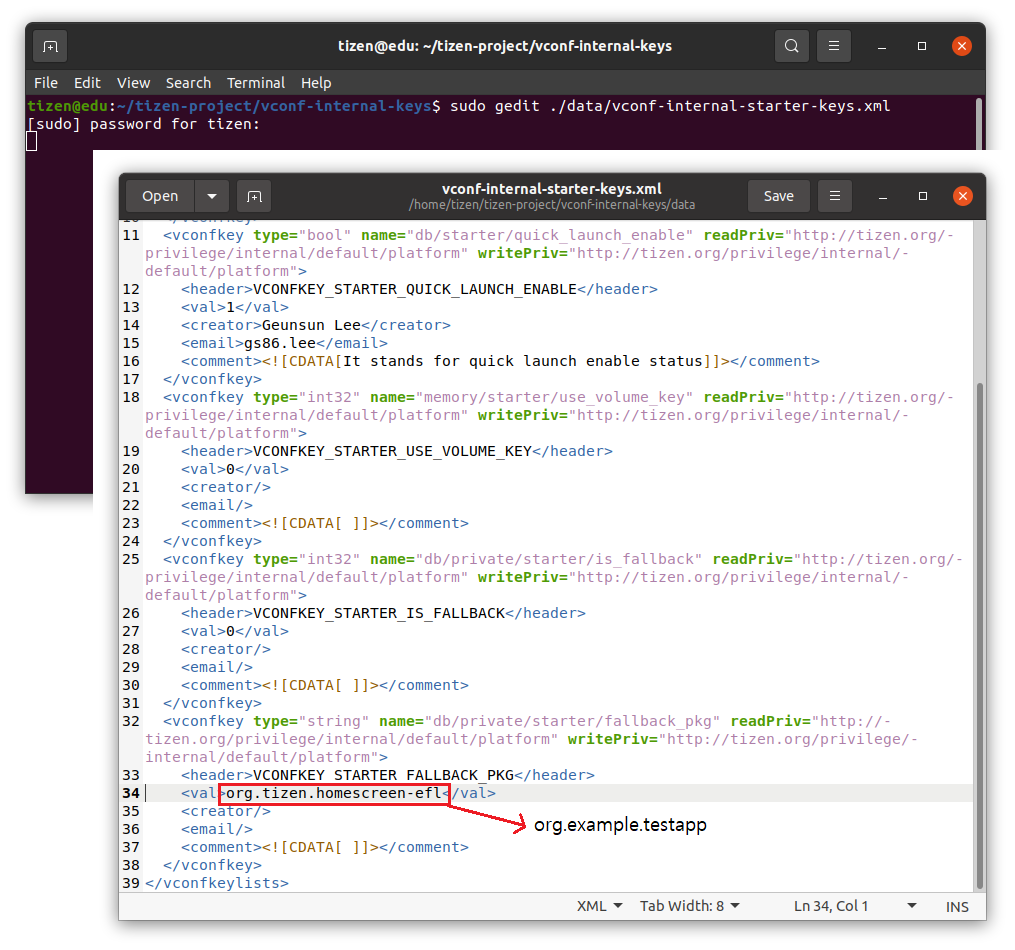 tizen@edu: ~/tizen-project/vconf-internal-keys
File Edit View Search Terminal Help
tizen@edu:~/tizen-project/vconf-internal-keys$ sudo gedit ./data/vconf-internal-starter-keys.xml
[sudo] password for tizen:
Open
vconf-internal-starter-keys.xml
/home/tizen/tizen-project/vconf-internal-keys/data
Save
11 <vconfkey type="bool" name="db/starter/quick_launch_enable" readPriv="http://tizen.org/-
privilege/internal/default/platform" writePriv="http://tizen.org/privilege/internal/-
default/platform">
12 <header>VCONFKEY_STARTER_QUICK_LAUNCH_ENABLE</header>
13 <val>1</val>
14 <creator>Geunsun Lee</creator>
15 <email>gs86.lee</email>
16 <comment><![CDATA[It stands for quick launch enable status]]></comment>
17 </vconfkey>
18 <vconfkey type="int32" name="memory/starter/use_volume_key" readPriv="http://tizen.org/-
privilege/internal/default/platform" writePriv="http://tizen.org/privilege/internal/-
default/platform">
19 <header>VCONFKEY_STARTER_USE_VOLUME_KEY</header>
20 <val>0</val>
21 <creator/>
22 <email/>
23 <comment><![CDATA[ ]]></comment>
24 </vconfkey>
25 <vconfkey type="int32" name="db/private/starter/is_fallback" readPriv="http://tizen.org/-
privilege/internal/default/platform" writePriv="http://tizen.org/privilege/internal/-
default/platform">
26 <header>VCONFKEY_STARTER_IS_FALLBACK</header>
27 <val>0</val>
28 <creator/>
29 <email/>
30 <comment><![CDATA[ ]]></comment>
31 </vconfkey>
32 <vconfkey type="string" name="db/private/starter/fallback_pkg" readPriv="http://-
tizen.org/privilege/internal/default/platform" writePriv="http://tizen.org/privilege/-
internal/default/platform">
33 <header>VCONFKEY_STARTER_FALLBACK_PKG</header>
34 <val>org.tizen.homescreen-efl</val>
35 <creator/>
org.example.testapp
36 <email/>
37 <comment><![CDATA[ ]]></comment>
38 </vconfkey>
39 </vconfkeylists>
XML Tab Width: 8 Ln 34, Col 1 INS